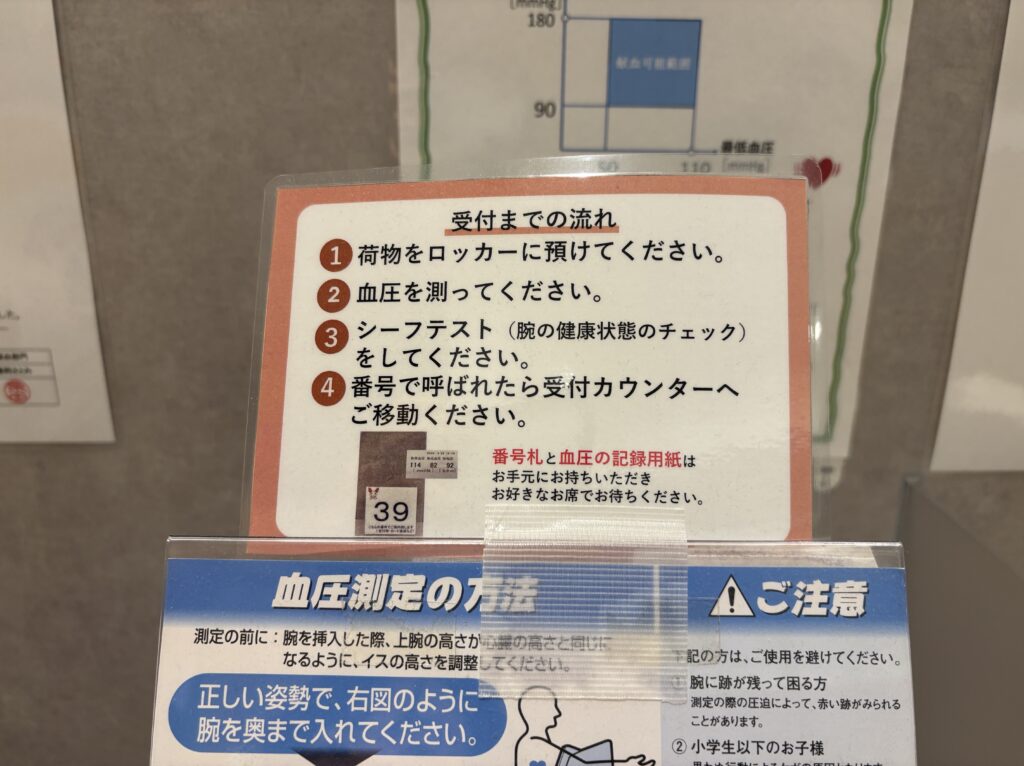 [mmHg]
180
献血可能範囲
90
最低血圧
110
[mmHg]
受付までの流れ
1 荷物をロッカーに預けてください。
2 血圧を測ってください。
3 シーフテスト（腕の健康状態のチェック）
をしてください。
4 番号で呼ばれたら受付カウンターへ
ご移動ください。
114 82 92
39
番号札と血圧の記録用紙は
お手元にお持ちいただき
お好きなお席でお待ちください。
血圧測定の方法
測定の前に：腕を挿入した際、上腕の高さが心臓の高さと同じに
なるように、イスの高さを調整してください。
正しい姿勢で、右図のように
腕を奥まで入れてください。
ご注意
下記の方は、ご使用を避けてください。
① 腕に跡が残って困る方
測定の際の圧迫によって、赤い跡がみられる
ことがあります。
② 小学生以下のお子様